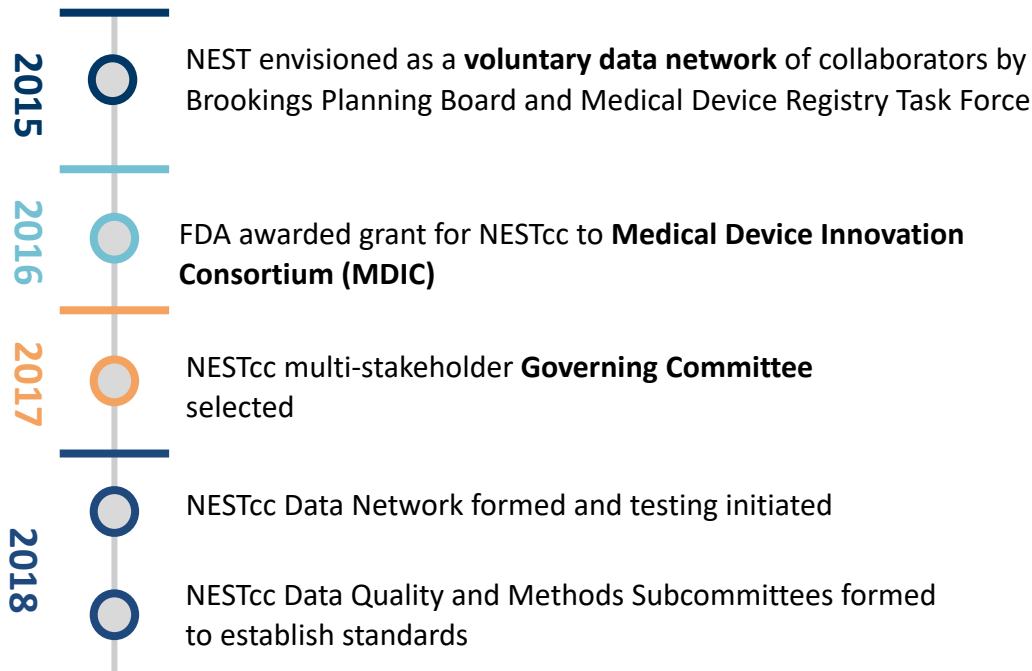 2015
NEST envisioned as a voluntary data network of collaborators by
Brookings Planning Board and Medical Device Registry Task Force
2016
FDA awarded grant for NESTcc to Medical Device Innovation
Consortium (MDIC)
2017
NESTcc multi-stakeholder Governing Committee
selected
2018
NESTcc Data Network formed and testing initiated
NESTcc Data Quality and Methods Subcommittees formed
to establish standards